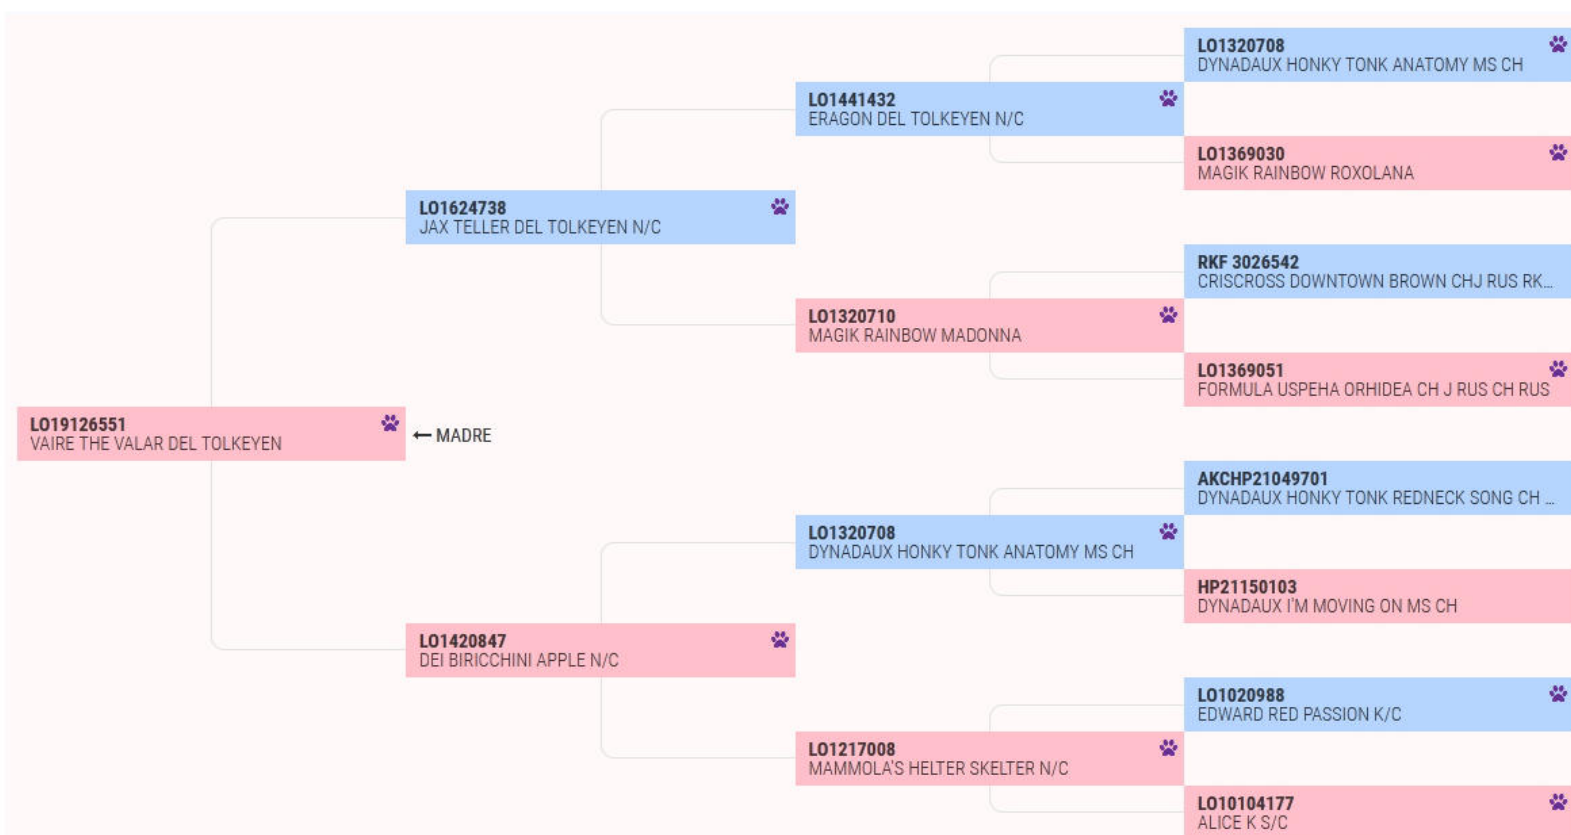 LO1320708
DYNADAUX HONKY TONK ANATOMY MS CH
LO1441432
ERAGON DEL TOLKEYEN N/C
LO1369030
MAGIK RAINBOW ROXOLANA
LO1624738
JAX TELLER DEL TOLKEYEN N/C
RKF 3026542
CRISCROSS DOWNTOWN BROWN CHJ RUS RK...
LO1320710
MAGIK RAINBOW MADONNA
LO1369051
FORMULA USPEHA ORHIDEA CH J RUS CH RUS
LO19126551
VAIRE THE VALAR DEL TOLKEYEN
← MADRE
AKCHP21049701
DYNADAUX HONKY TONK REDNECK SONG CH ...
LO1320708
DYNADAUX HONKY TONK ANATOMY MS CH
HP21150103
DYNADAUX I'M MOVING ON MS CH
LO1420847
DEI BIRICCHINI APPLE N/C
LO1020988
EDWARD RED PASSION K/C
LO1217008
MAMMOLA'S HELTER SKELTER N/C
LO10104177
ALICE K S/C